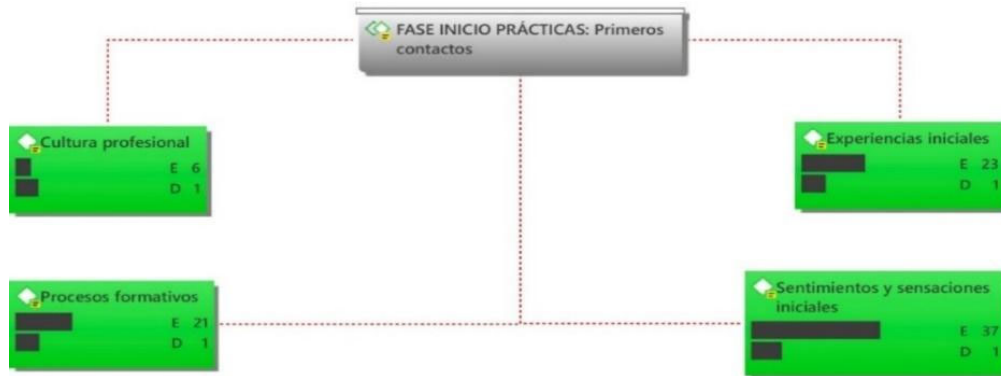 FASE INICIO PRÁCTICAS: Primeros
contactos
Cultura profesional
E 6
D 1
Experiencias iniciales
E 23
D 1
Procesos formativos
E 21
D 1
Sentimientos y sensaciones
iniciales
E 37
D 1